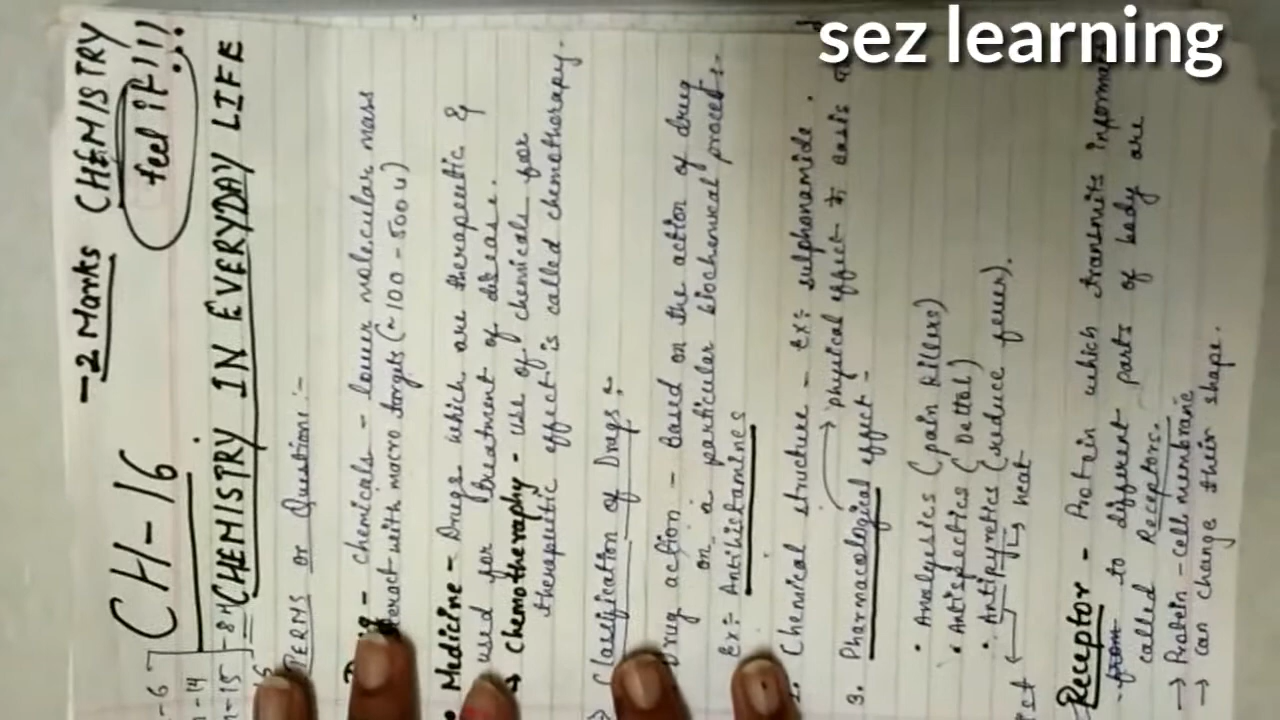 sez learning
CH-16 -2 Marks CHEMISTRY
feel it!!!
CHEMISTRY IN EVERYDAY LIFE
TERMS or Questions:-
- chemicals - lower molecular mass
interact with macro targets (~100 - 500u)
• Medicine - Drugs which are therapeutic &
used for treatment of disease.
→ Chemotherapy - use of chemicals for
therapeutic effect is called chemotherapy.
Classification of Drugs :-
Drug action - Based on the action of drug
on a particular biochemical process.
Ex:- Antihistamines
2. Chemical structure - Ex:- sulphonamide.
→ physical effect के basis
3. Pharmacological effect -
• Analgesics (pain killers)
• Antiseptics (Dettol)
• Antipyretics (reduce fever).
→ heat
Receptor - Protein which transmits
from to different parts of body are
called Receptors.
→ Protein - cell membrane
→ can change their shape.